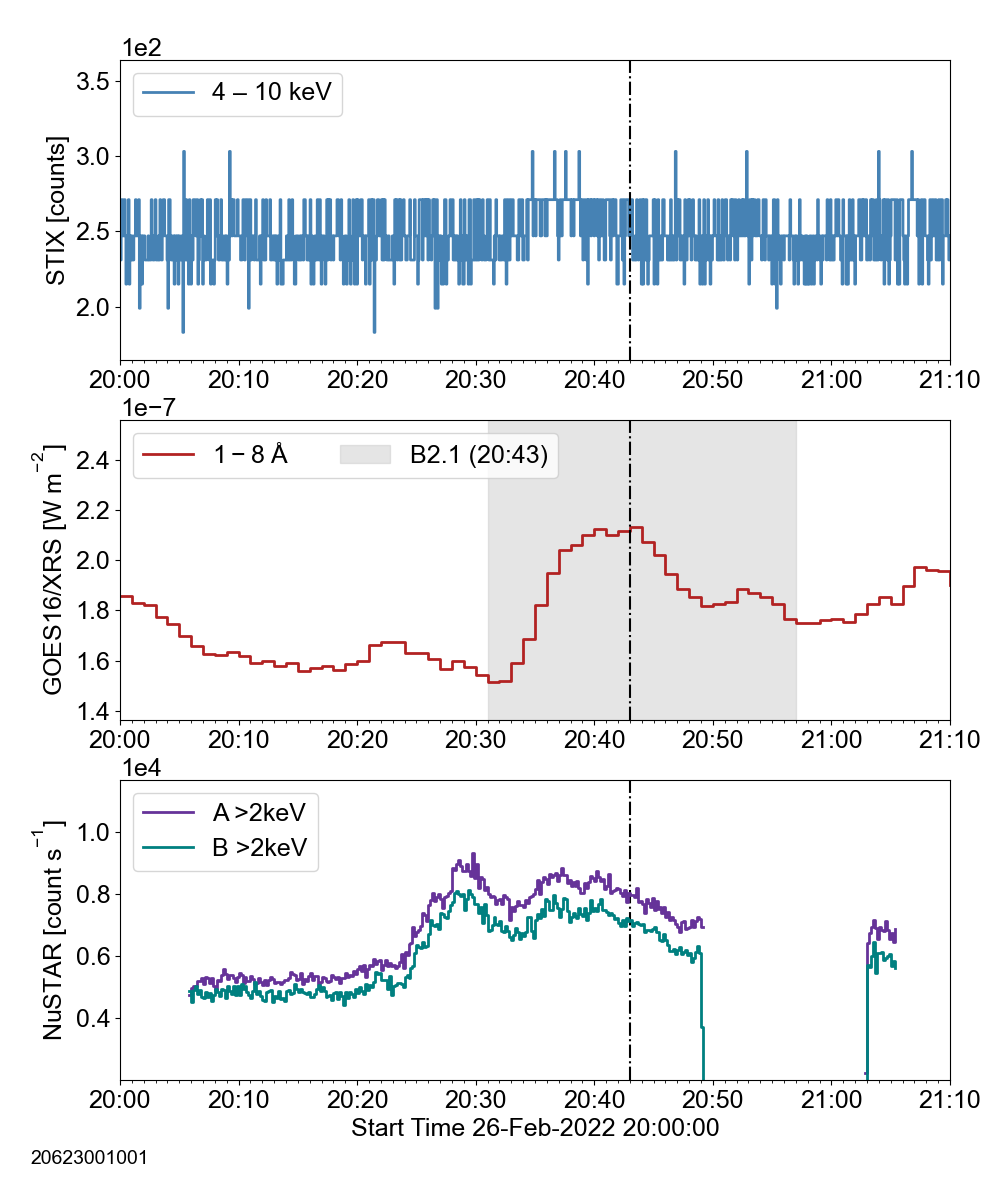 1e2
4 – 10 keV
STIX [counts]
3.5
3.0
2.5
2.0
20:00 20:10 20:20 20:30 20:40 20:50 21:00 21:10
1e−7
1 – 8 Å B2.1 (20:43)
GOES16/XRS [W m⁻²]
2.4
2.2
2.0
1.8
1.6
1.4
20:00 20:10 20:20 20:30 20:40 20:50 21:00 21:10
1e4
A >2keV
B >2keV
NuSTAR [count s⁻¹]
1.0
0.8
0.6
0.4
20:00 20:10 20:20 20:30 20:40 20:50 21:00 21:10
Start Time 26-Feb-2022 20:00:00
20623001001